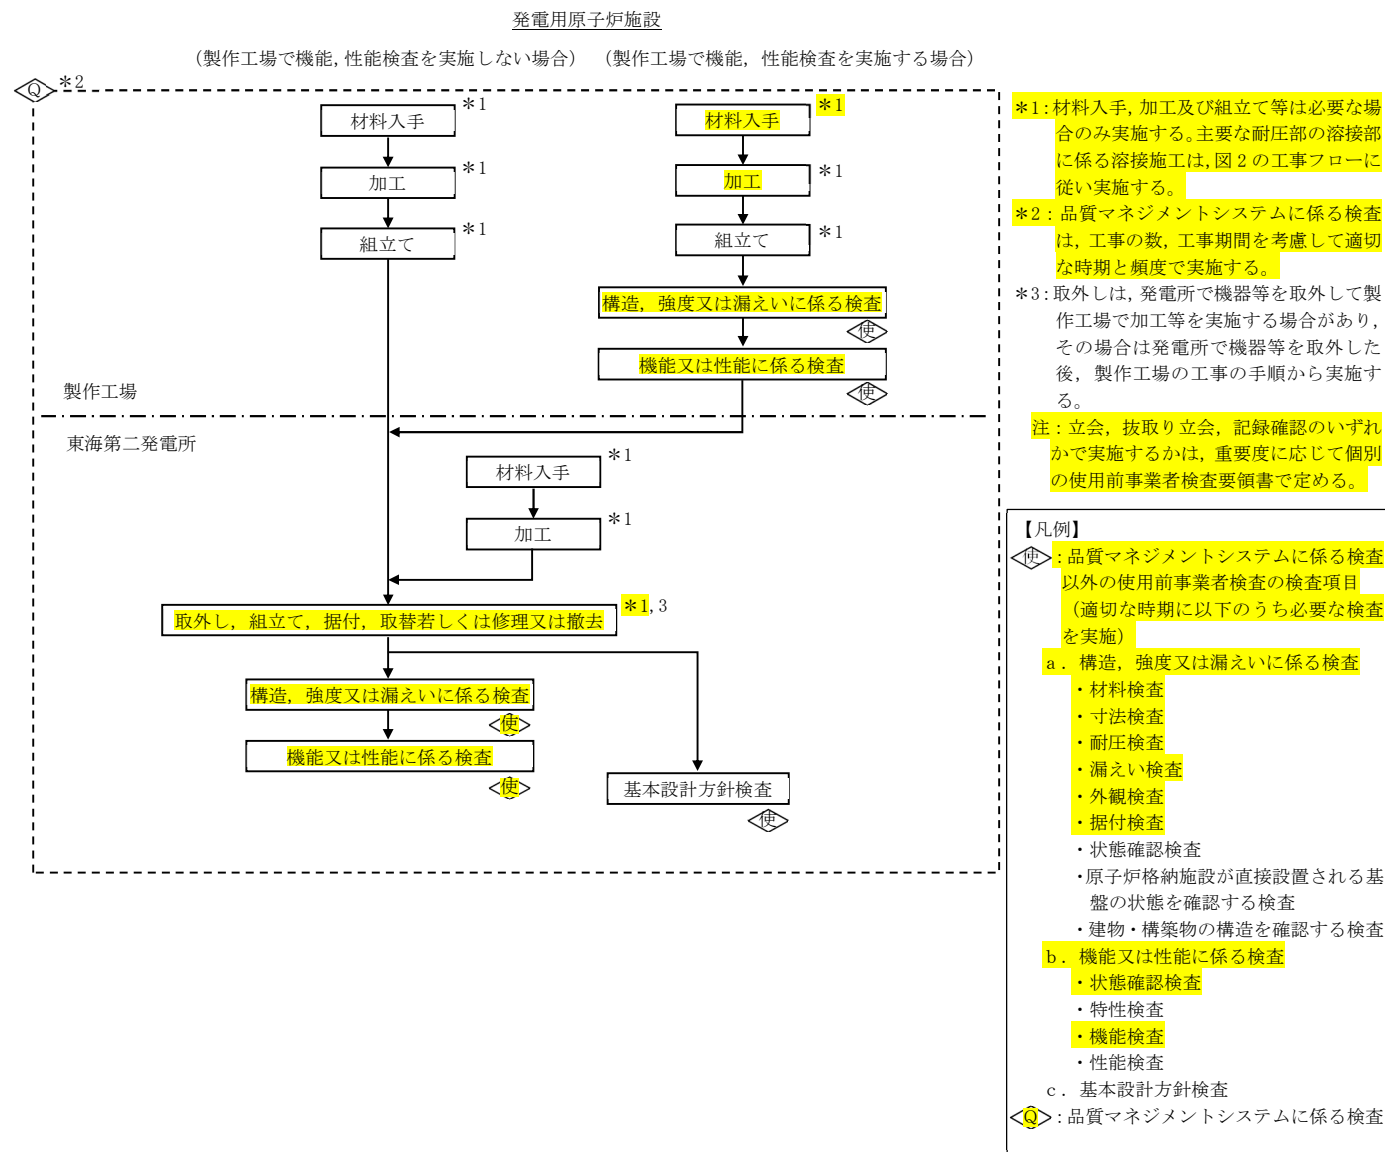 発電用原子炉施設
（製作工場で機能,性能検査を実施しない場合）
（製作工場で機能，性能検査を実施する場合）
Q
＊2
材料入手
＊1
加工
＊1
組立て
＊1
材料入手
＊1
加工
＊1
組立て
＊1
構造，強度又は漏えいに係る検査
使
機能又は性能に係る検査
使
製作工場
東海第二発電所
材料入手
＊1
加工
＊1
取外し，組立て，据付，取替若しくは修理又は撤去
＊1,3
構造，強度又は漏えいに係る検査
使
機能又は性能に係る検査
使
基本設計方針検査
使
＊1:材料入手,加工及び組立て等は必要な場
合のみ実施する。主要な耐圧部の溶接部
に係る溶接施工は,図2の工事フローに
従い実施する。
＊2：品質マネジメントシステムに係る検査
は，工事の数，工事期間を考慮して適切
な時期と頻度で実施する。
＊3:取外しは,発電所で機器等を取外して製
作工場で加工等を実施する場合があり,
その場合は発電所で機器等を取外した
後，製作工場の工事の手順から実施す
る。
注：立会，抜取り立会，記録確認のいずれ
かで実施するかは,重要度に応じて個別
の使用前事業者検査要領書で定める。
【凡例】
使：品質マネジメントシステムに係る検査
以外の使用前事業者検査の検査項目
（適切な時期に以下のうち必要な検査
を実施）
a．構造，強度又は漏えいに係る検査
・材料検査
・寸法検査
・耐圧検査
・漏えい検査
・外観検査
・据付検査
・状態確認検査
・原子炉格納施設が直接設置される基
盤の状態を確認する検査
・建物・構築物の構造を確認する検査
b．機能又は性能に係る検査
・状態確認検査
・特性検査
・機能検査
・性能検査
c．基本設計方針検査
Q：品質マネジメントシステムに係る検査